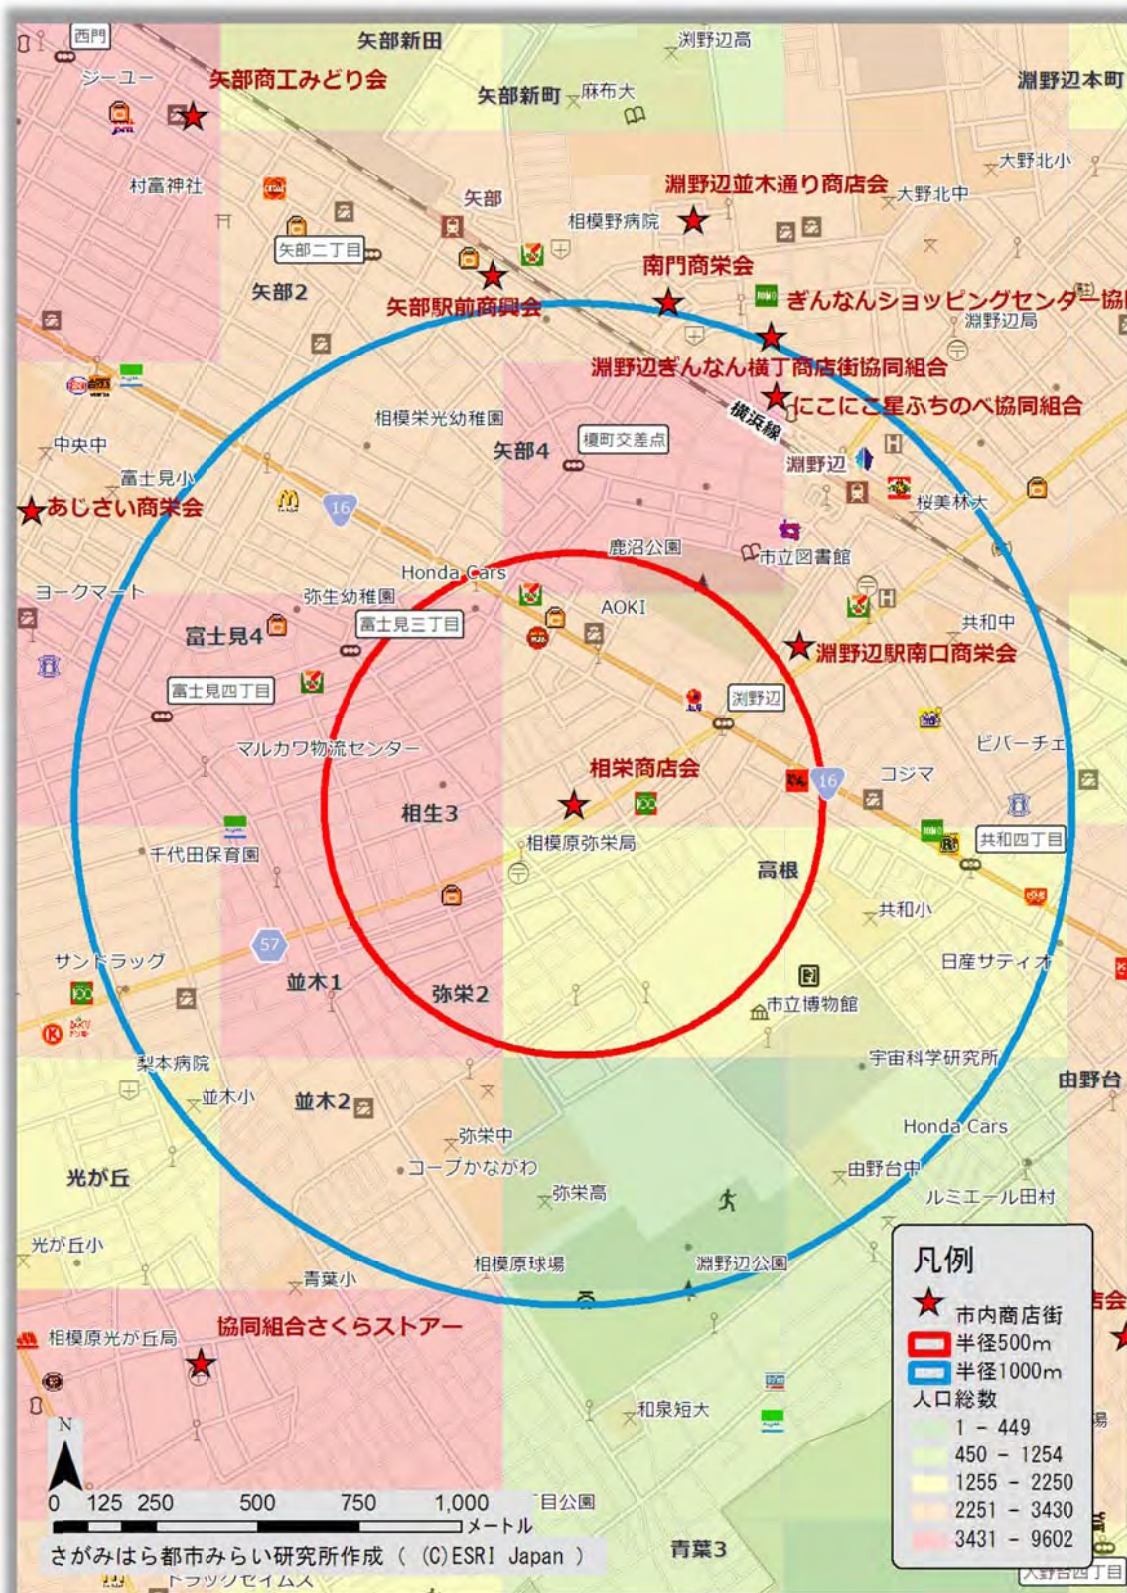 西門
矢部新田
渕野辺高
ジーユー
矢部商工みどり会
矢部新町
麻布大
淵野辺本町
大野北小
村富神社
矢部
淵野辺並木通り商店会
大野北中
相模野病院
矢部二丁目
矢部2
南門商栄会
矢部駅前商興会
ぎんなんショッピングセンター協
淵野辺局
淵野辺ぎんなん横丁商店街協同組合
にこにこ星ふちのべ協同組合
横浜線
相模栄光幼稚園
矢部4
榎町交差点
中央中
淵野辺
富士見小
16
桜美林大
あじさい商栄会
鹿沼公園
市立図書館
Honda Cars
ヨークマート
弥生幼稚園
AOKI
富士見4
富士見三丁目
共和中
淵野辺駅南口商栄会
富士見四丁目
渕野辺
マルカワ物流センター
ビバーチェ
相栄商店会
コジマ
16
相生3
相模原弥栄局
共和四丁目
千代田保育園
高根
共和小
57
サンドラッグ
並木1
弥栄2
日産サティオ
市立博物館
梨本病院
宇宙科学研究所
並木小
並木2
由野台
弥栄中
Honda Cars
光が丘
コープかながわ
弥栄高
由野台中
ルミエール田村
光が丘小
相模原球場
淵野辺公園
青葉小
凡例
市内商店街
半径500m
半径1000m
人口総数
1 - 449
450 - 1254
1255 - 2250
2251 - 3430
3431 - 9602
店会
相模原光が丘局
協同組合さくらストアー
和泉短大
場
N
0 125 250 500 750 1,000
メートル
丁目公園
さがみはら都市みらい研究所作成 ( (C)ESRI Japan )
青葉3
大野台四丁目
トラックセイムス